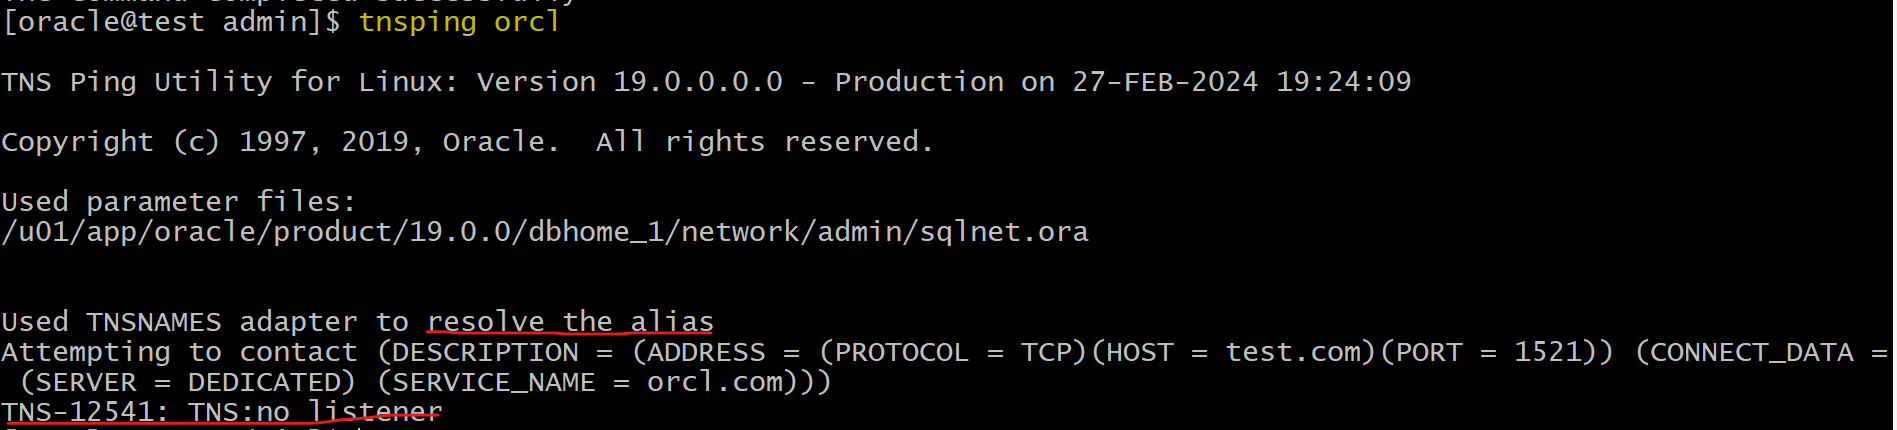 [oracle@test admin]$ tnsping orcl
TNS Ping Utility for Linux: Version 19.0.0.0.0 - Production on 27-FEB-2024 19:24:09
Copyright (c) 1997, 2019, Oracle.  All rights reserved.
Used parameter files:
/u01/app/oracle/product/19.0.0/dbhome_1/network/admin/sqlnet.ora
Used TNSNAMES adapter to resolve the alias
Attempting to contact (DESCRIPTION = (ADDRESS = (PROTOCOL = TCP)(HOST = test.com)(PORT = 1521)) (CONNECT_DATA =
(SERVER = DEDICATED) (SERVICE_NAME = orcl.com)))
TNS-12541: TNS:no listener